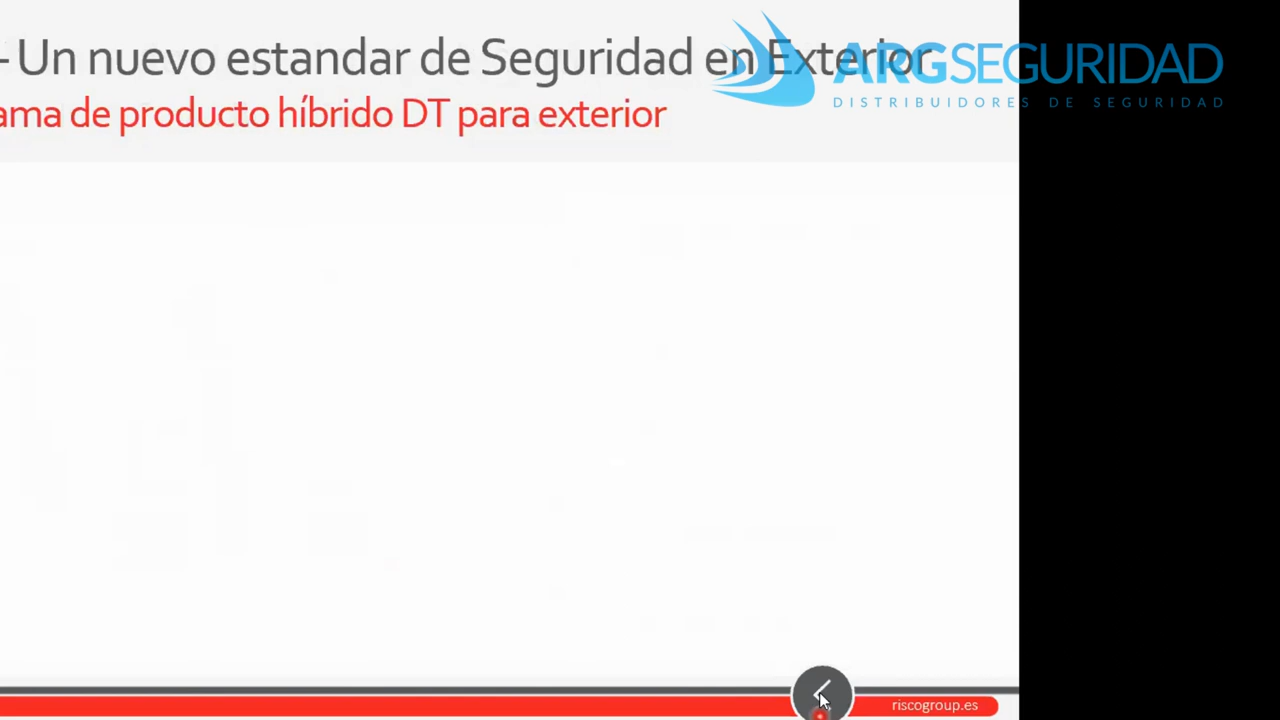 - Un nuevo estandar de Seguridad en Exterior
ama de producto híbrido DT para exterior
ARGSEGURIDAD
DISTRIBUIDORES DE SEGURIDAD
riscogroup.es